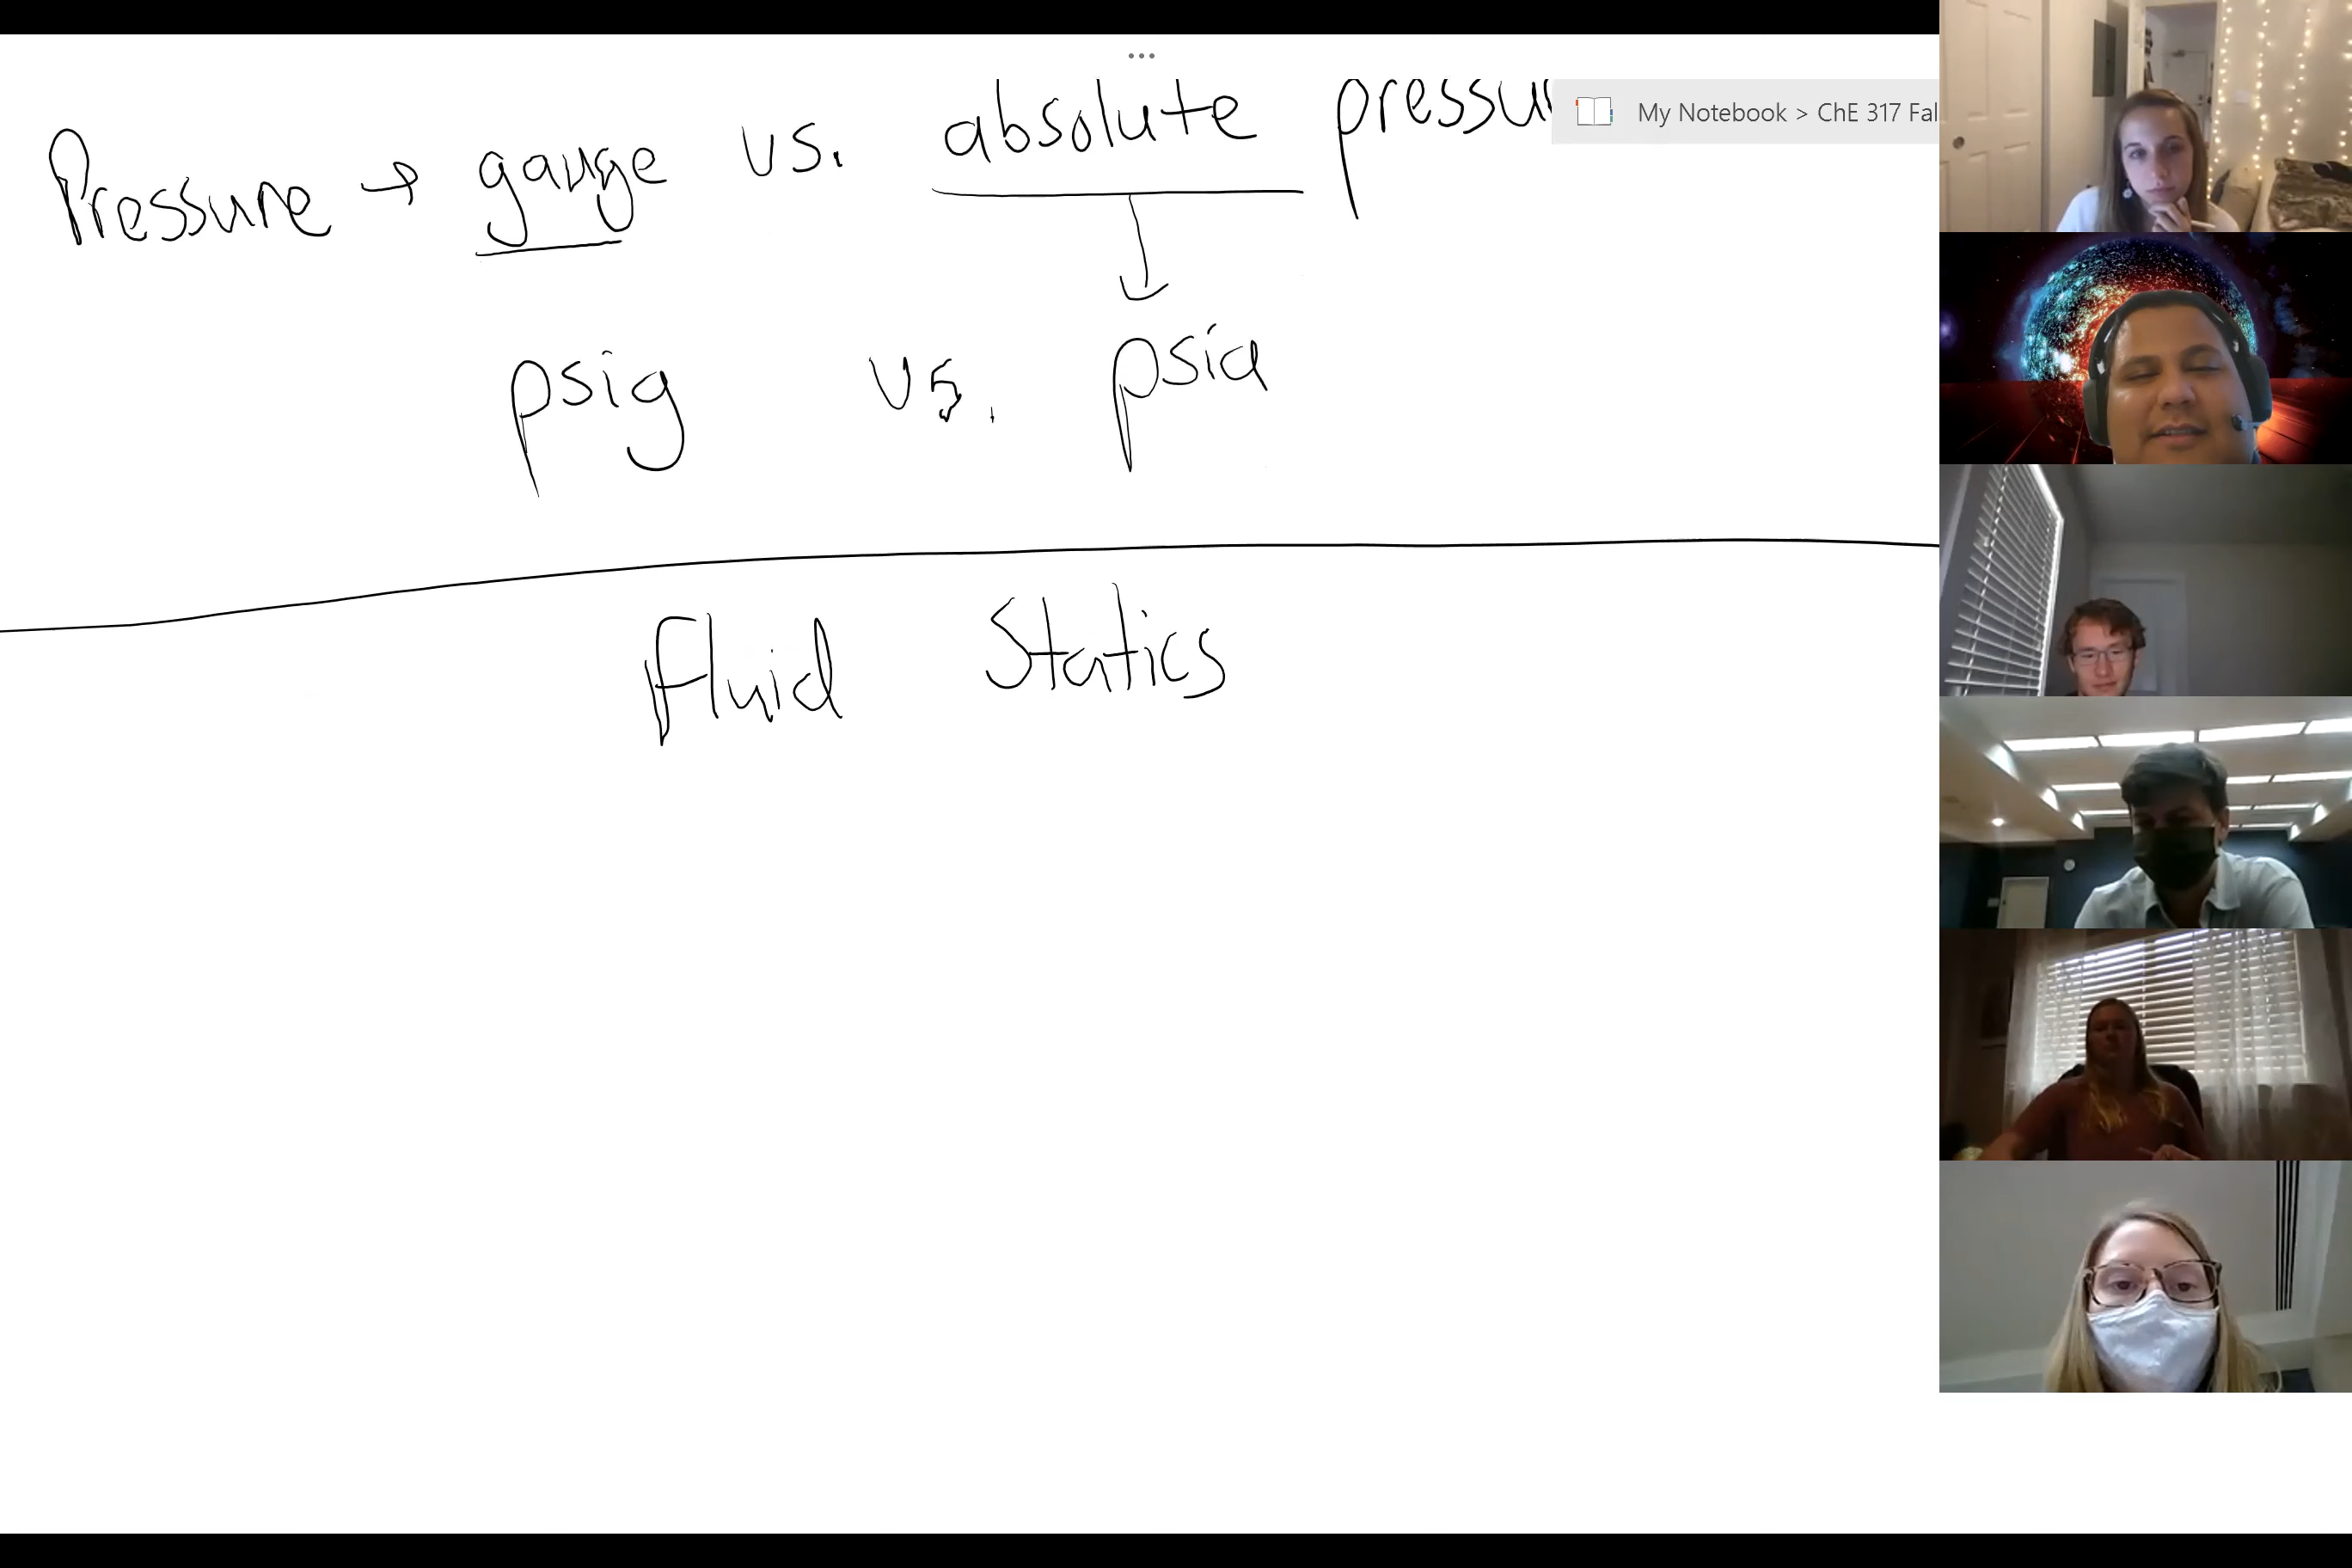 Pressure → gauge vs. absolute pressu
My Notebook > ChE 317 Fal
psig vs. psia
Fluid Statics